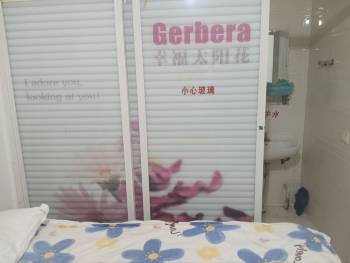 Gerbera
幸福太阳花
I adore you,
looking at you!
小心玻璃